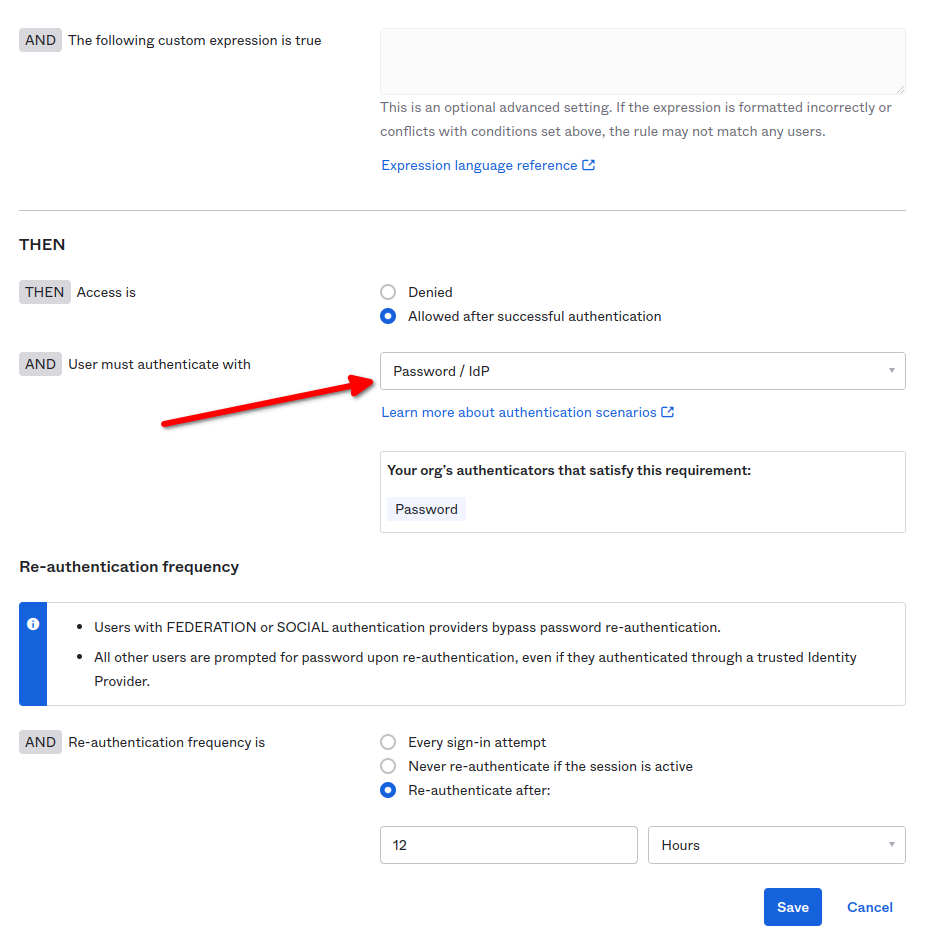 AND The following custom expression is true
This is an optional advanced setting. If the expression is formatted incorrectly or
conflicts with conditions set above, the rule may not match any users.
Expression language reference
THEN
THEN Access is
Denied
Allowed after successful authentication
AND User must authenticate with
Password / IdP
Learn more about authentication scenarios
Your org's authenticators that satisfy this requirement:
Password
Re-authentication frequency
• Users with FEDERATION or SOCIAL authentication providers bypass password re-authentication.
• All other users are prompted for password upon re-authentication, even if they authenticated through a trusted Identity
Provider.
AND Re-authentication frequency is
Every sign-in attempt
Never re-authenticate if the session is active
Re-authenticate after:
12 Hours
Save Cancel